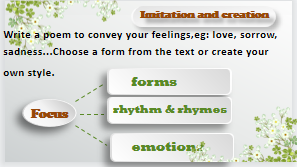 Imitation and creation
Write a poem to convey your feelings,eg: love, sorrow,
sadness...Choose a form from the text or create your
own style.
forms
Focus
rhythm & rhymes
emotion